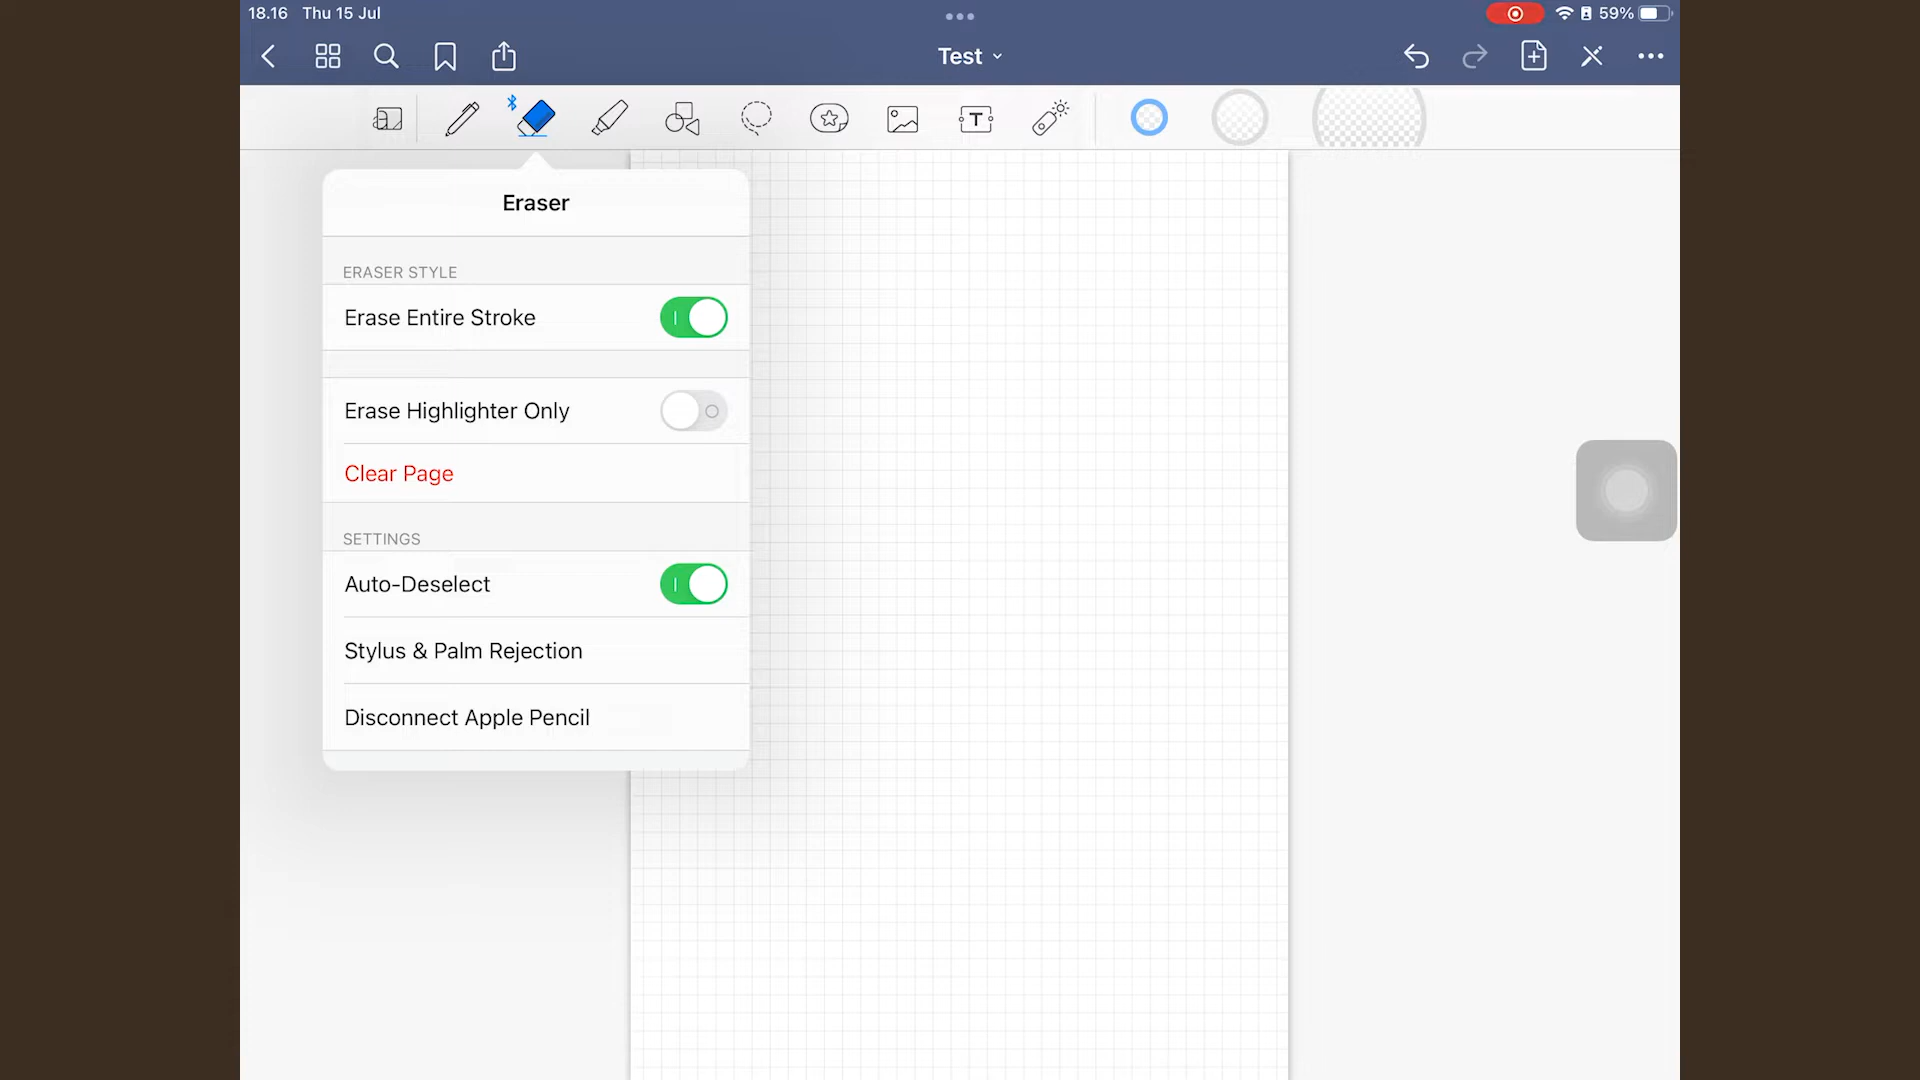 18.16 Thu 15 Jul
59%
Test
a
T
Eraser
ERASER STYLE
Erase Entire Stroke
Erase Highlighter Only
Clear Page
SETTINGS
Auto-Deselect
Stylus & Palm Rejection
Disconnect Apple Pencil